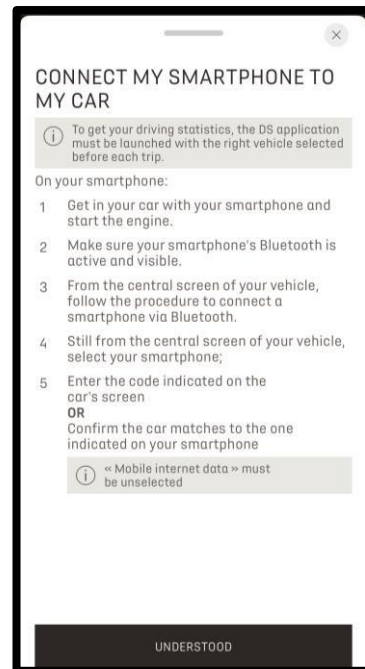 CONNECT MY SMARTPHONE TO
MY CAR
To get your driving statistics, the DS application
must be launched with the right vehicle selected
before each trip.
On your smartphone:
1 Get in your car with your smartphone and
start the engine.
2 Make sure your smartphone's Bluetooth is
active and visible.
3 From the central screen of your vehicle,
follow the procedure to connect a
smartphone via Bluetooth.
4 Still from the central screen of your vehicle,
select your smartphone;
5 Enter the code indicated on the
car's screen
OR
Confirm the car matches to the one
indicated on your smartphone
« Mobile internet data » must
be unselected
UNDERSTOOD